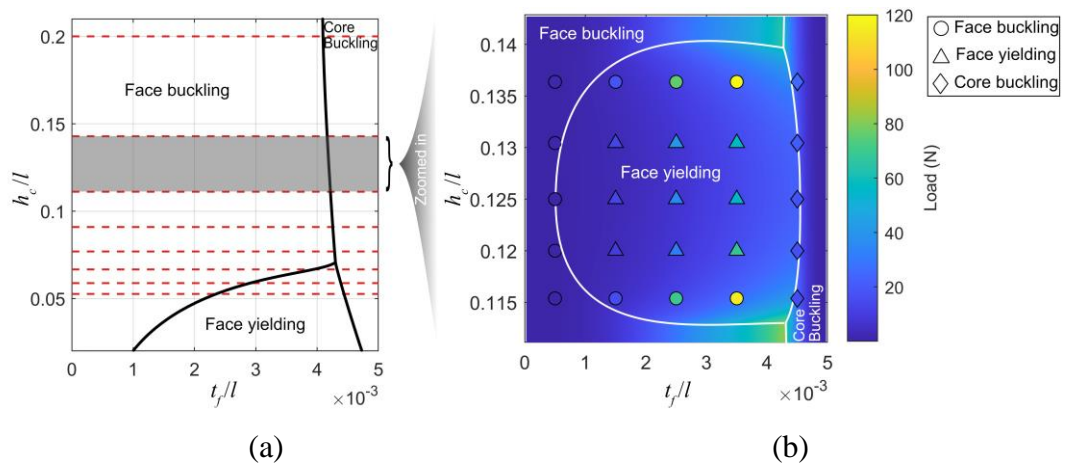 Core
Buckling
Face buckling
Face yielding
0.2
0.15
0.1
0.05
h_c/l
0
1
2
3
4
5
t_f/l
×10⁻³
(a)
Zoomed in
Face buckling
Face yielding
Core
Buckling
0.14
0.135
0.13
0.125
0.12
0.115
h_c/l
0
1
2
3
4
5
t_f/l
×10⁻³
(b)
120
100
80
60
40
20
0
Load (N)
Face buckling
Face yielding
Core buckling